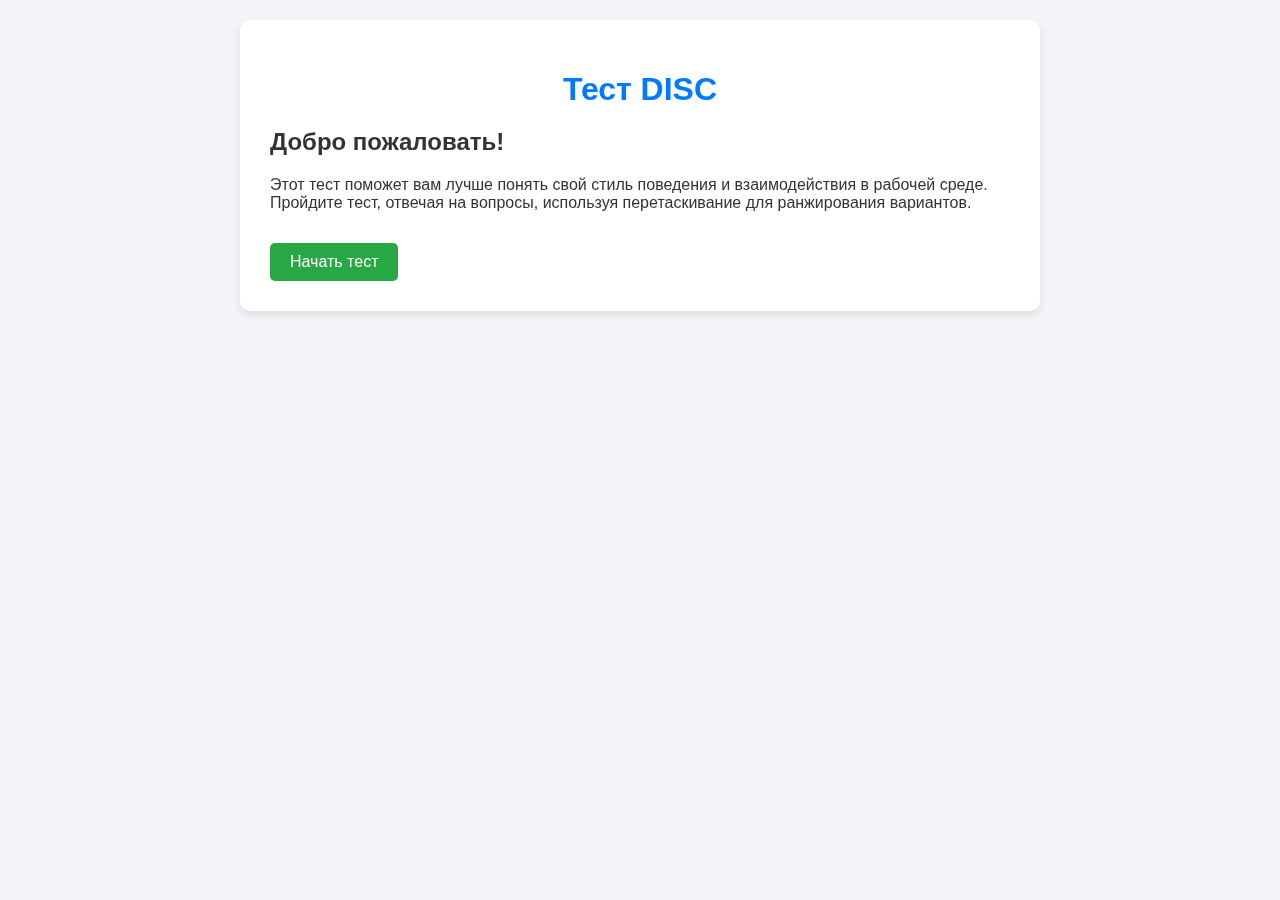 Тест DISC
Добро пожаловать!
Этот тест поможет вам лучше понять свой стиль поведения и взаимодействия в рабочей среде.
Пройдите тест, отвечая на вопросы, используя перетаскивание для ранжирования вариантов.
Начать тест